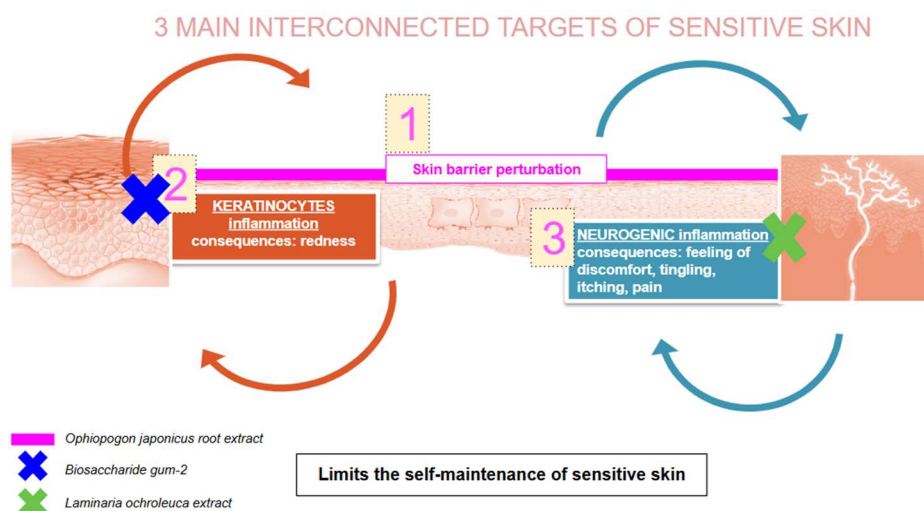 3 MAIN INTERCONNECTED TARGETS OF SENSITIVE SKIN
1
Skin barrier perturbation
2
KERATINOCYTES
inflammation
consequences: redness
3
NEUROGENIC inflammation
consequences: feeling of
discomfort, tingling,
itching, pain
Ophiopogon japonicus root extract
Biosaccharide gum-2
Laminaria ochroleuca extract
Limits the self-maintenance of sensitive skin